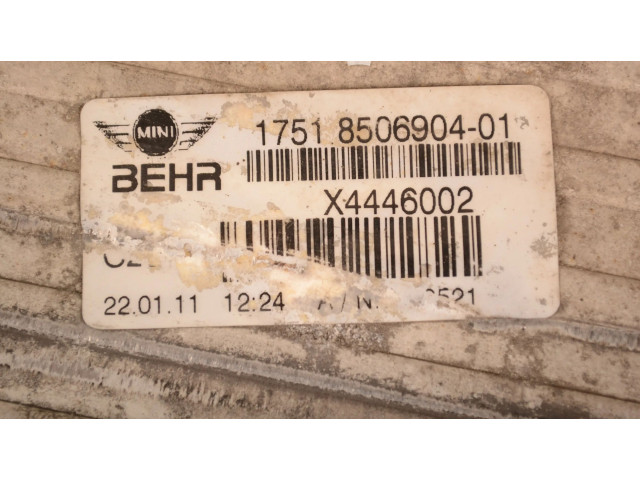 MINI
1751 8506904-01
BEHR
X4446002
22.01.11 12:24